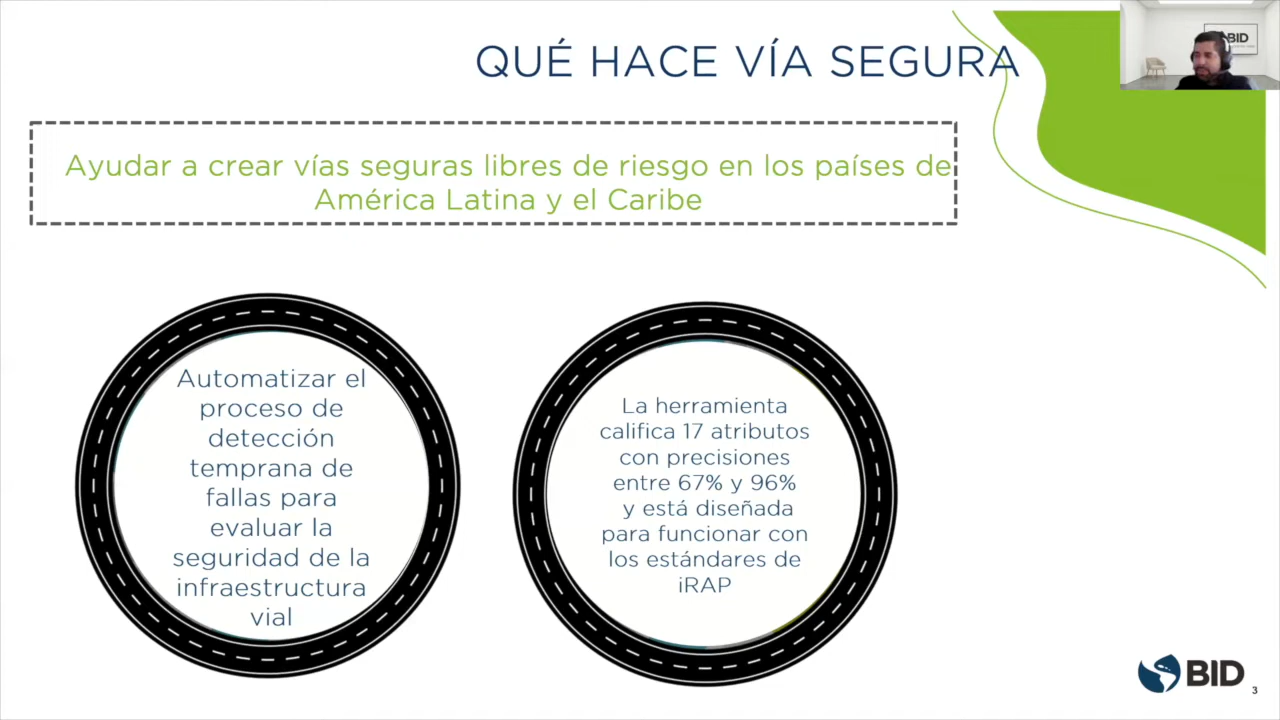 QUÉ HACE VÍA SEGURA
BID
Ayudar a crear vías seguras libres de riesgo en los países de
América Latina y el Caribe
Automatizar el
proceso de
detección
temprana de
fallas para
evaluar la
seguridad de la
infraestructura
vial
La herramienta
califica 17 atributos
con precisiones
entre 67% y 96%
y está diseñada
para funcionar con
los estándares de
iRAP
BID
3